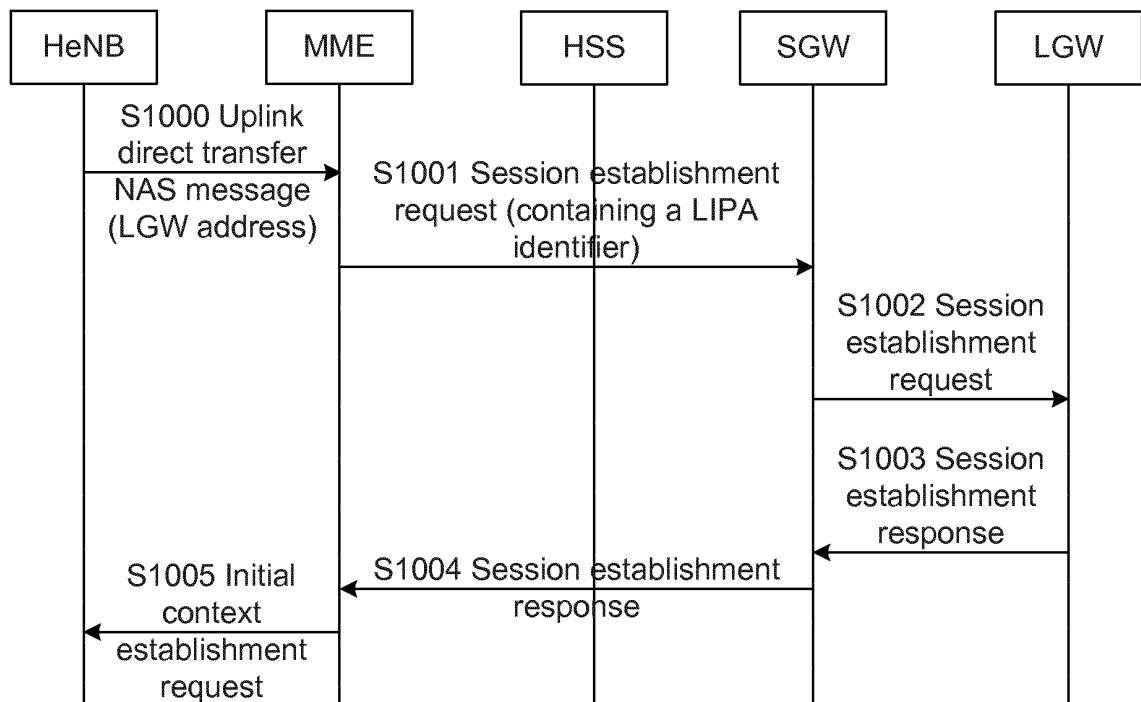 HeNB
MME
HSS
SGW
LGW
S1000 Uplink
direct transfer
NAS message
(LGW address)
S1001 Session establishment
request (containing a LIPA
identifier)
S1002 Session
establishment
request
S1003 Session
establishment
response
S1004 Session establishment
response
S1005 Initial
context
establishment
request